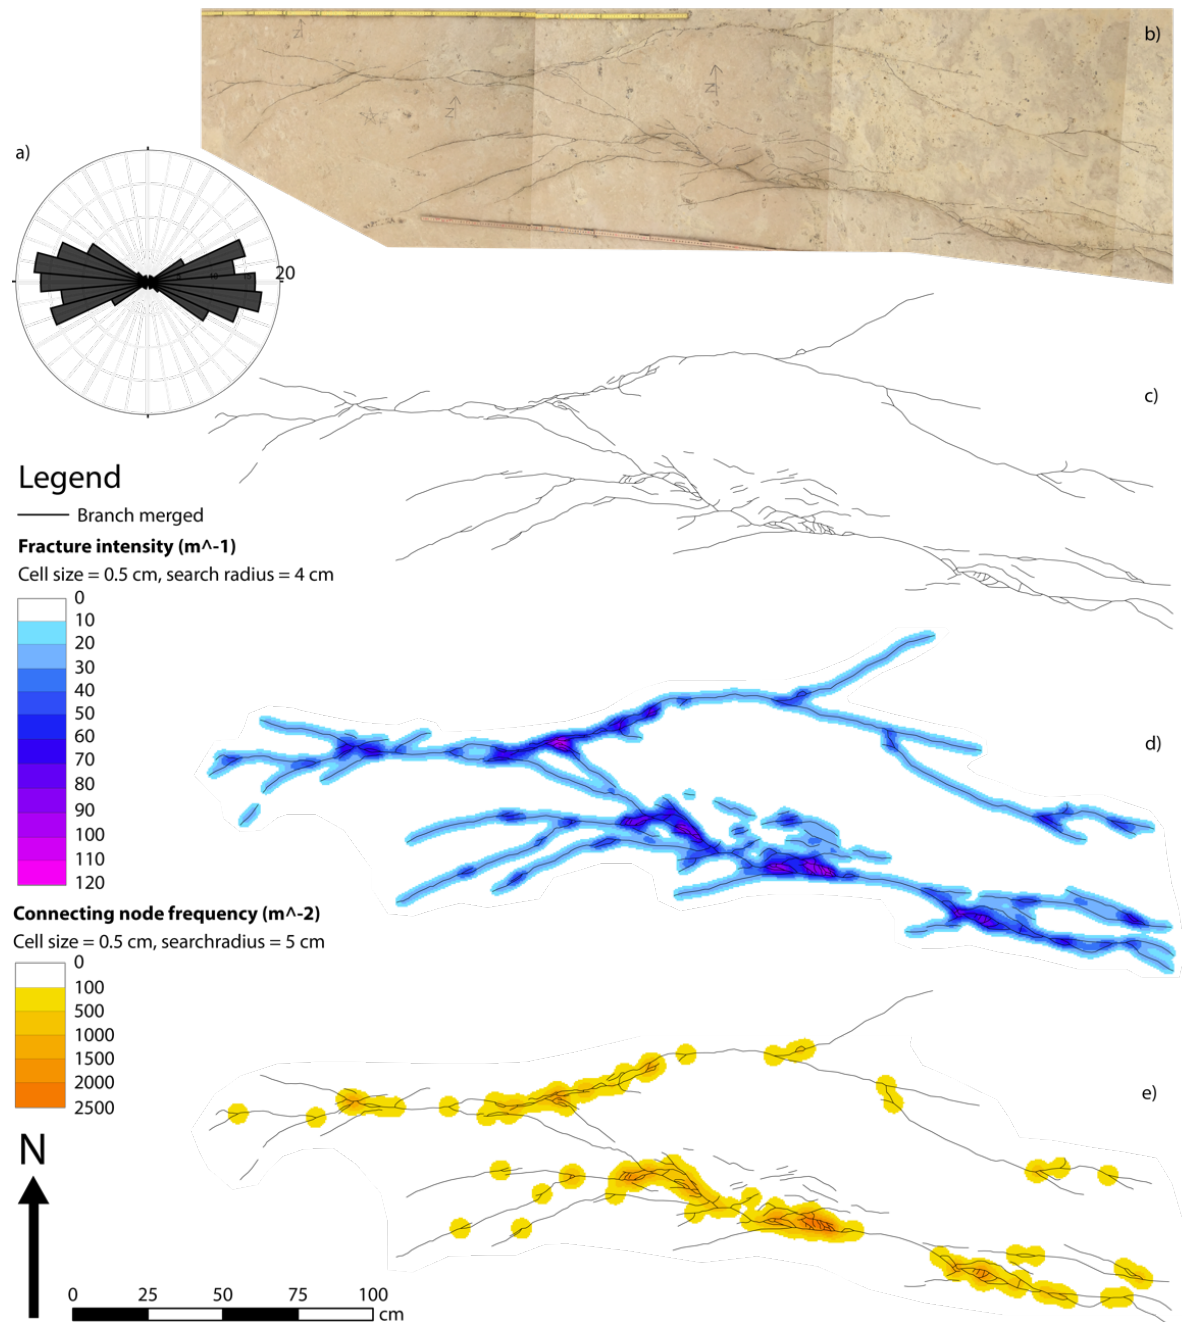 b)
N
N
N
a)
20
c)
Legend
Branch merged
Fracture intensity (m^-1)
Cell size = 0.5 cm, search radius = 4 cm
0
10
20
30
40
50
60
70
80
90
100
110
120
d)
Connecting node frequency (m^-2)
Cell size = 0.5 cm, searchradius = 5 cm
0
100
500
1000
1500
2000
2500
e)
N
0 25 50 75 100
cm